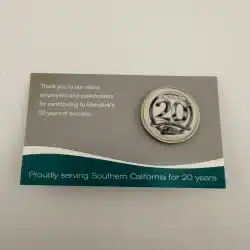 Thank you to our riders,
employees and stakeholders
for contributing to Metrolink's
20 years of success.
20
Proudly serving Southern California for 20 years